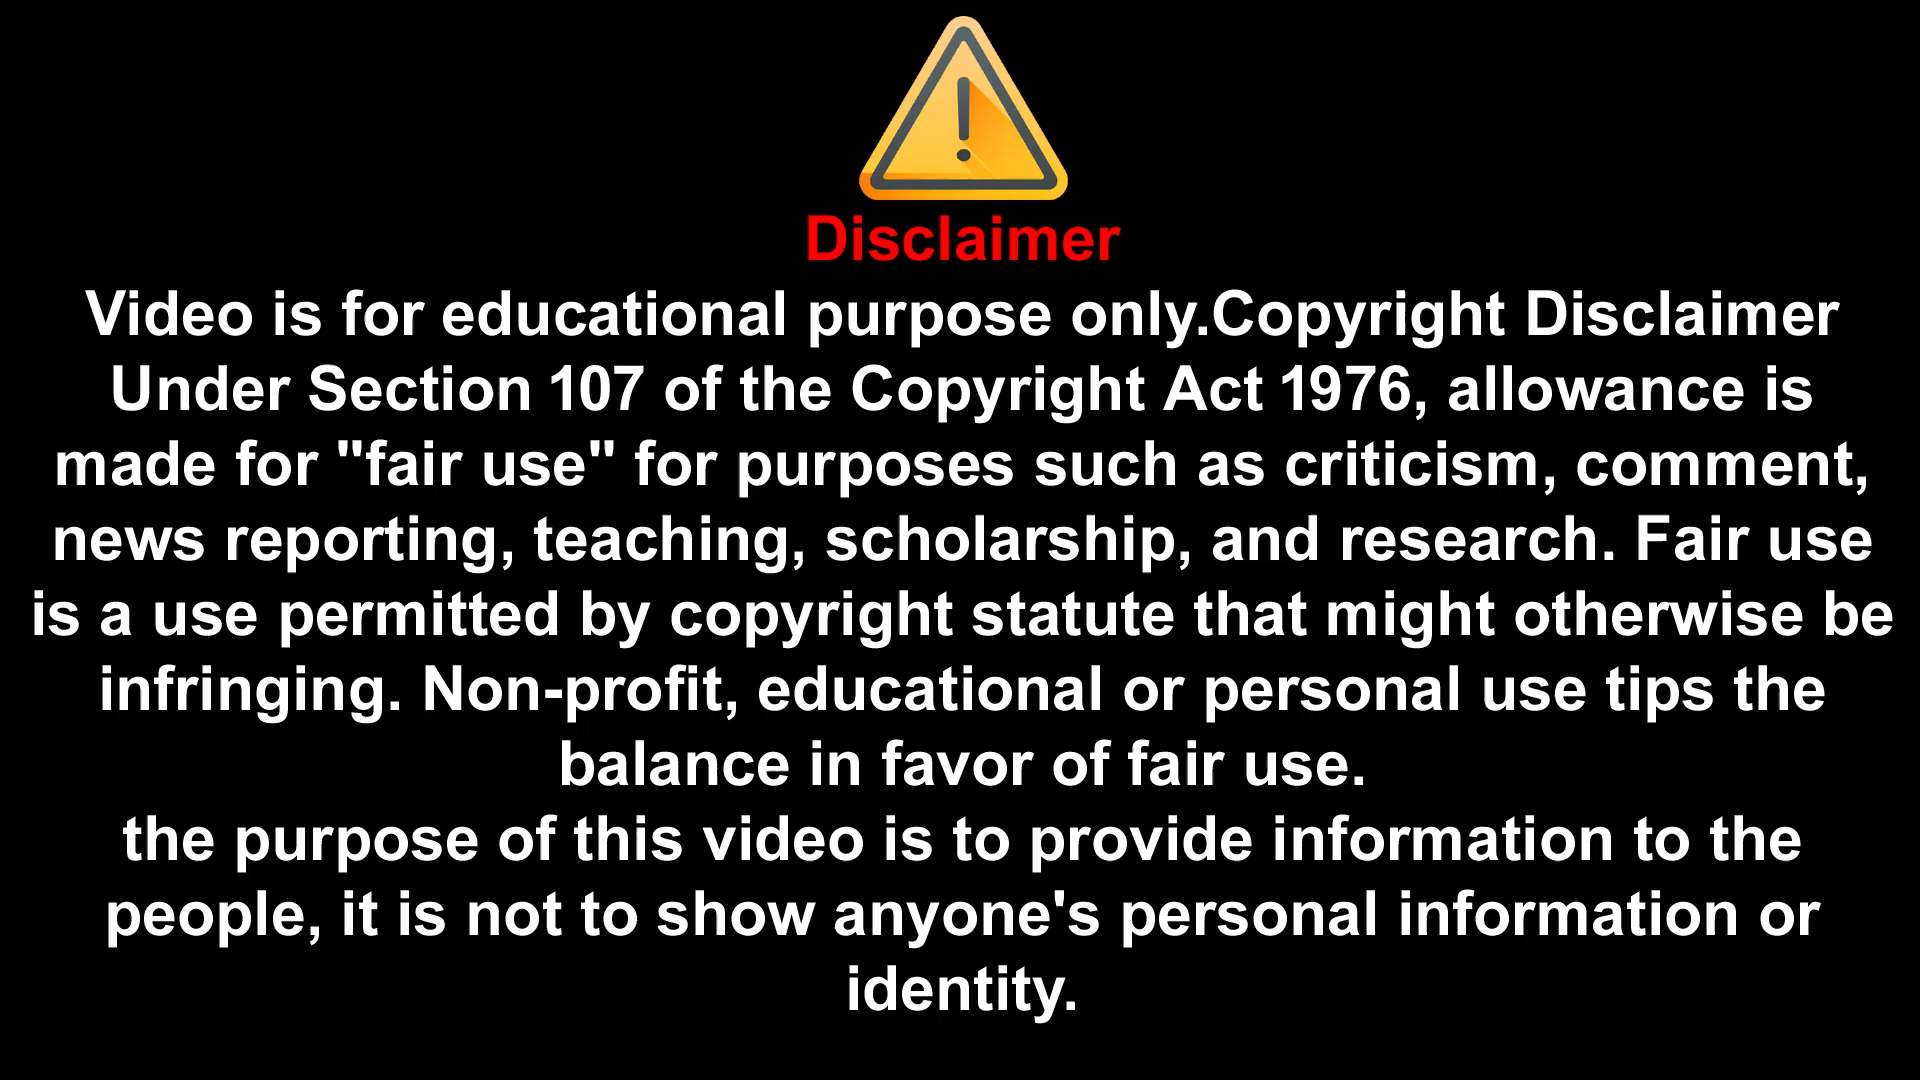 Disclaimer
Video is for educational purpose only.Copyright Disclaimer
Under Section 107 of the Copyright Act 1976, allowance is
made for "fair use" for purposes such as criticism, comment,
news reporting, teaching, scholarship, and research. Fair use
is a use permitted by copyright statute that might otherwise be
infringing. Non-profit, educational or personal use tips the
balance in favor of fair use.
the purpose of this video is to provide information to the
people, it is not to show anyone's personal information or
identity.